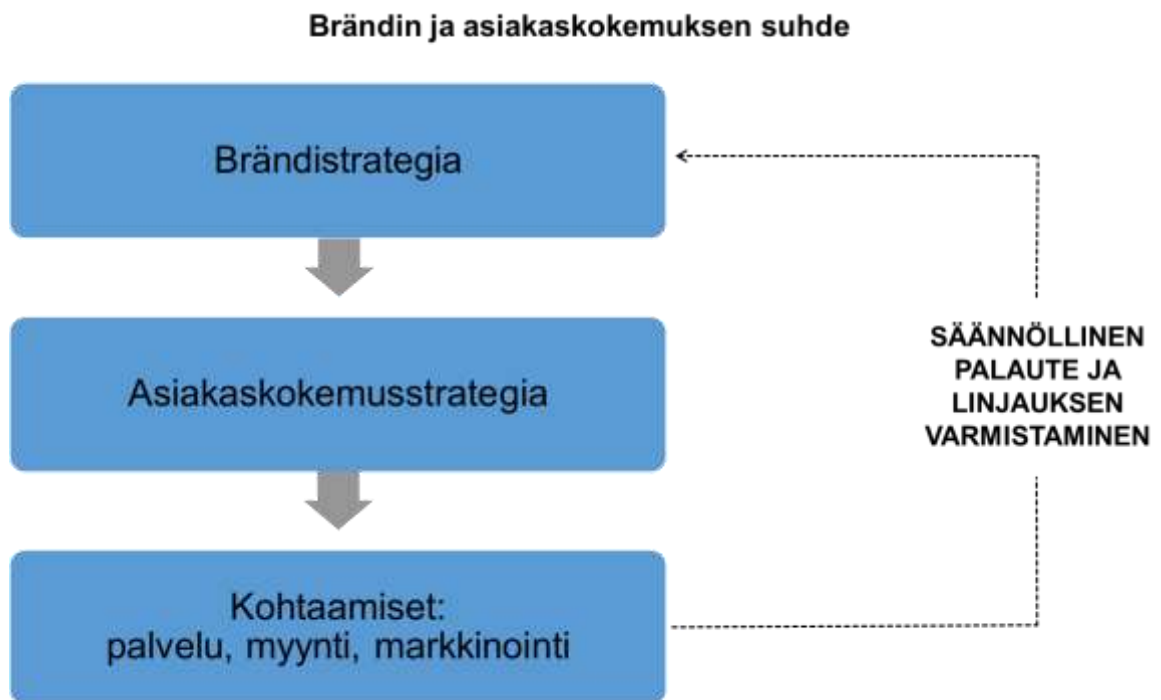 Brändin ja asiakaskokemuksen suhde
Brändistrategia
Asiakaskokemusstrategia
Kohtaamiset:
palvelu, myynti, markkinointi
SÄÄNNÖLLINEN
PALAUTE JA
LINJAUKSEN
VARMISTAMINEN